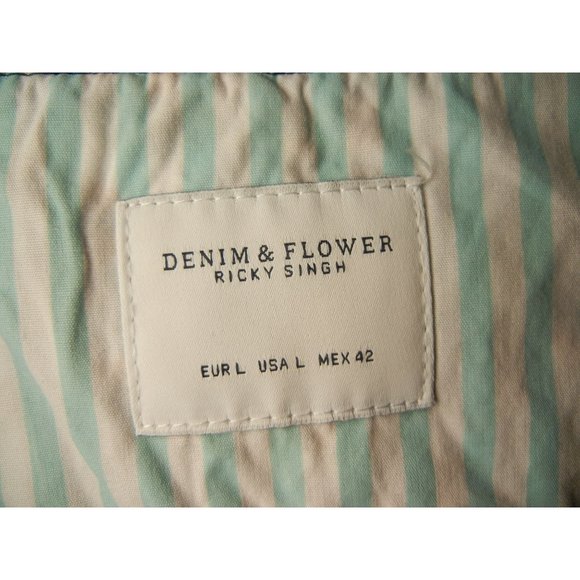 DENIM & FLOWER
RICKY SINGH
EUR L USA L MEX 42